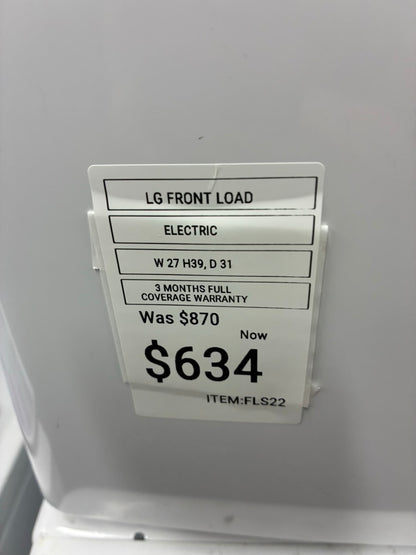 LG FRONT LOAD
ELECTRIC
W 27 H39, D 31
3 MONTHS FULL
COVERAGE WARRANTY
Was $870
Now
$634
ITEM:FLS22